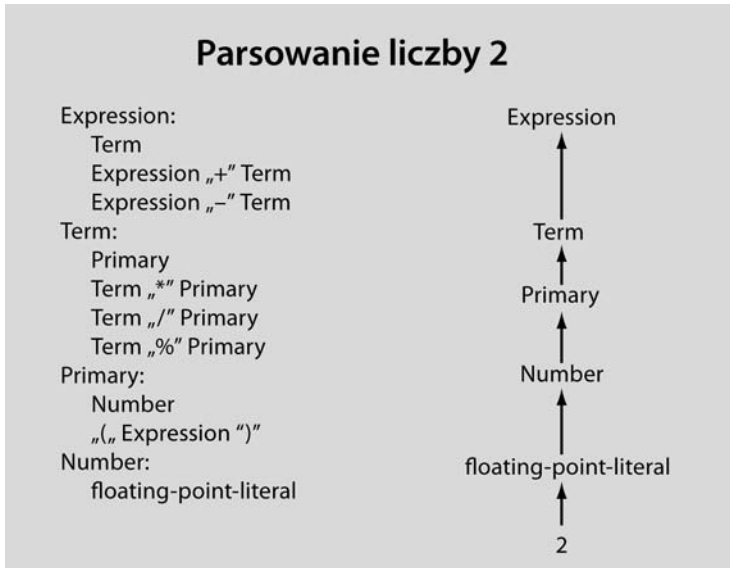 Parsowanie liczby 2
Expression:
Term
Expression „+” Term
Expression „–” Term
Term:
Primary
Term „*” Primary
Term „/” Primary
Term „%” Primary
Primary:
Number
„(„ Expression “)”
Number:
floating-point-literal
Expression
Term
Primary
Number
floating-point-literal
2